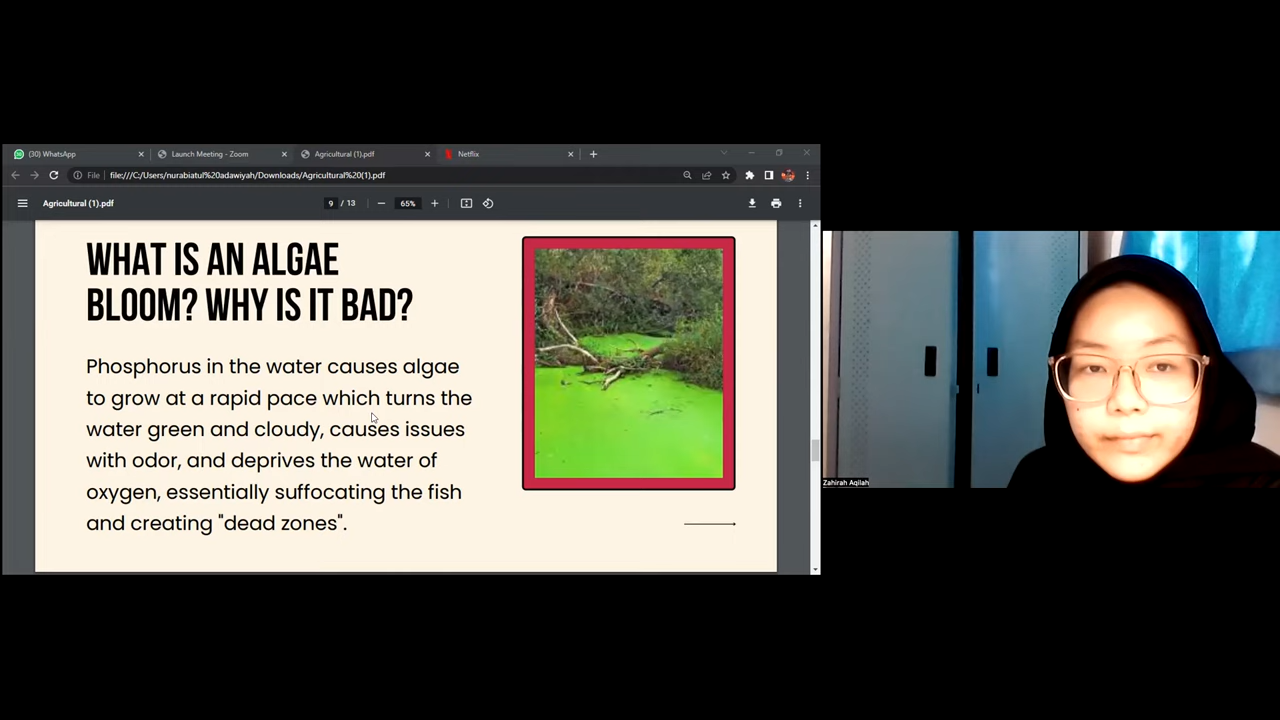 (30) WhatsApp
Launch Meeting - Zoom
Agricultural (1).pdf
Netflix
File
file:///C:/Users/nurabiatul%20adawiyah/Downloads/Agricultural%20(1).pdf
Agricultural (1).pdf
9 / 13
65%
WHAT IS AN ALGAE
BLOOM? WHY IS IT BAD?
Phosphorus in the water causes algae
to grow at a rapid pace which turns the
water green and cloudy, causes issues
with odor, and deprives the water of
oxygen, essentially suffocating the fish
and creating "dead zones".
Zahirah Aqilah